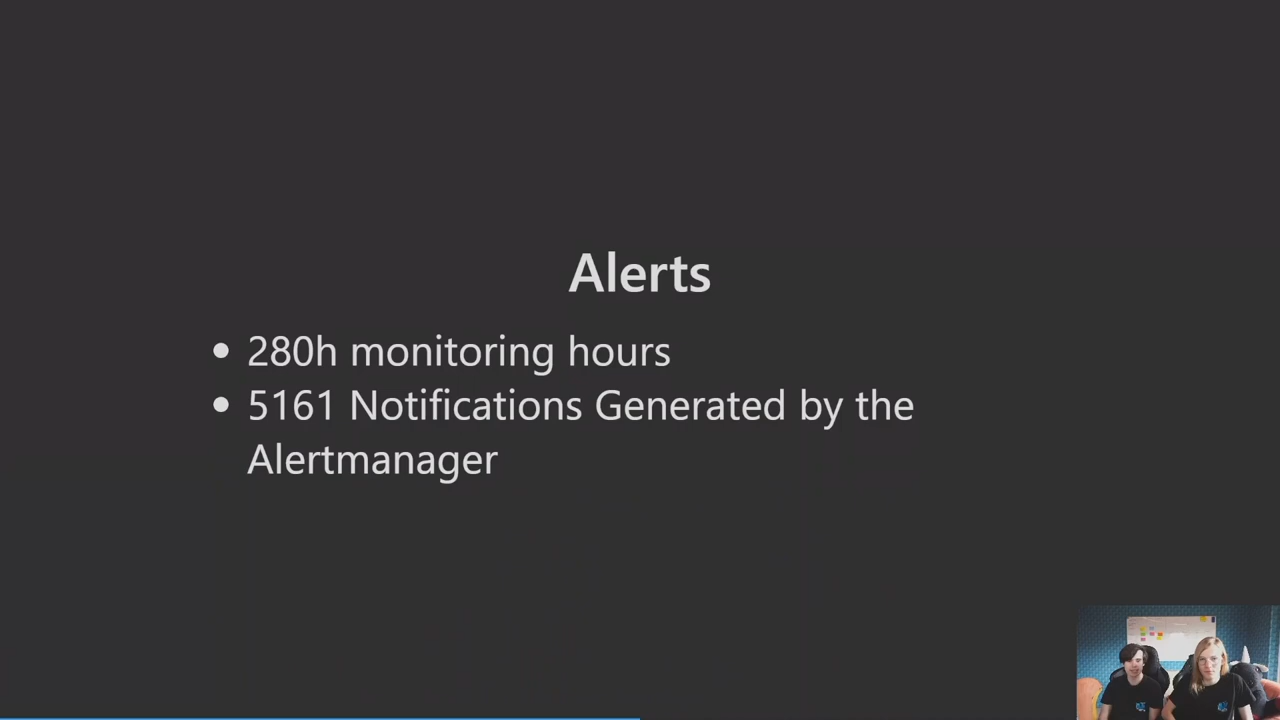 Alerts
280h monitoring hours
5161 Notifications Generated by the
Alertmanager